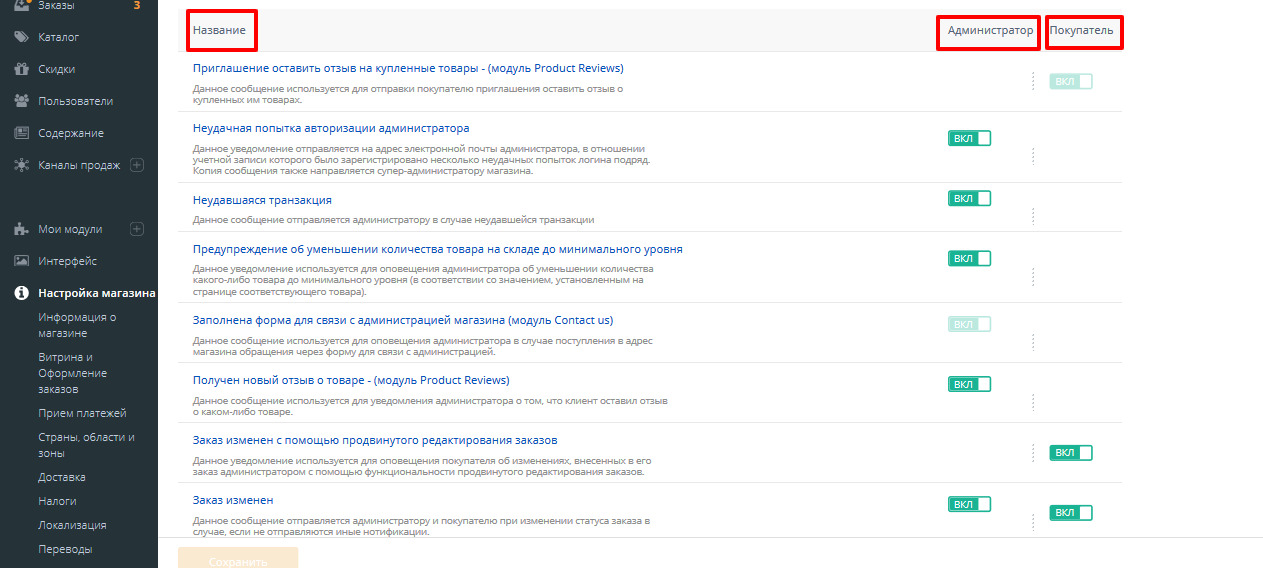 Заказы 3
Каталог
Скидки
Пользователи
Содержание
Каналы продаж
Мои модули
Интерфейс
Настройка магазина
Информация о
магазине
Витрина и
Оформление
заказов
Прием платежей
Страны, области и
зоны
Доставка
Налоги
Локализация
Переводы
Название Администратор Покупатель
Приглашение оставить отзыв на купленные товары - (модуль Product Reviews)
Данное сообщение используется для отправки покупателю приглашения оставить отзыв о
купленных им товарах.
ВКЛ
Неудачная попытка авторизации администратора
ВКЛ
Данное уведомление отправляется на адрес электронной почты администратора, в отношении
учетной записи которого было зарегистрировано несколько неудачных попыток логина подряд.
Копия сообщения также направляется супер-администратору магазина.
Неудавшаяся транзакция
ВКЛ
Данное сообщение отправляется администратору в случае неудавшейся транзакции
Предупреждение об уменьшении количества товара на складе до минимального уровня
ВКЛ
Данное уведомление используется для оповещения администратора об уменьшении количества
какого-либо товара до минимального уровня (в соответствии со значением, установленным на
странице соответствующего товара).
Заполнена форма для связи с администрацией магазина (модуль Contact us)
ВКЛ
Данное сообщение используется для оповещения администратора в случае поступления в адрес
магазина обращения через форму для связи с администрацией.
Получен новый отзыв о товаре - (модуль Product Reviews)
ВКЛ
Данное сообщение используется для уведомления администратора о том, что клиент оставил отзыв
о каком-либо товаре.
Заказ изменен с помощью продвинутого редактирования заказов
ВКЛ
Данное уведомление используется для оповещения покупателя об изменениях, внесенных в его
заказ администратором с помощью функциональности продвинутого редактирования заказов.
Заказ изменен
ВКЛ ВКЛ
Данное сообщение отправляется администратору и покупателю при изменении статуса заказа в
случае, если не отправляются иные нотификации.
Сохранить